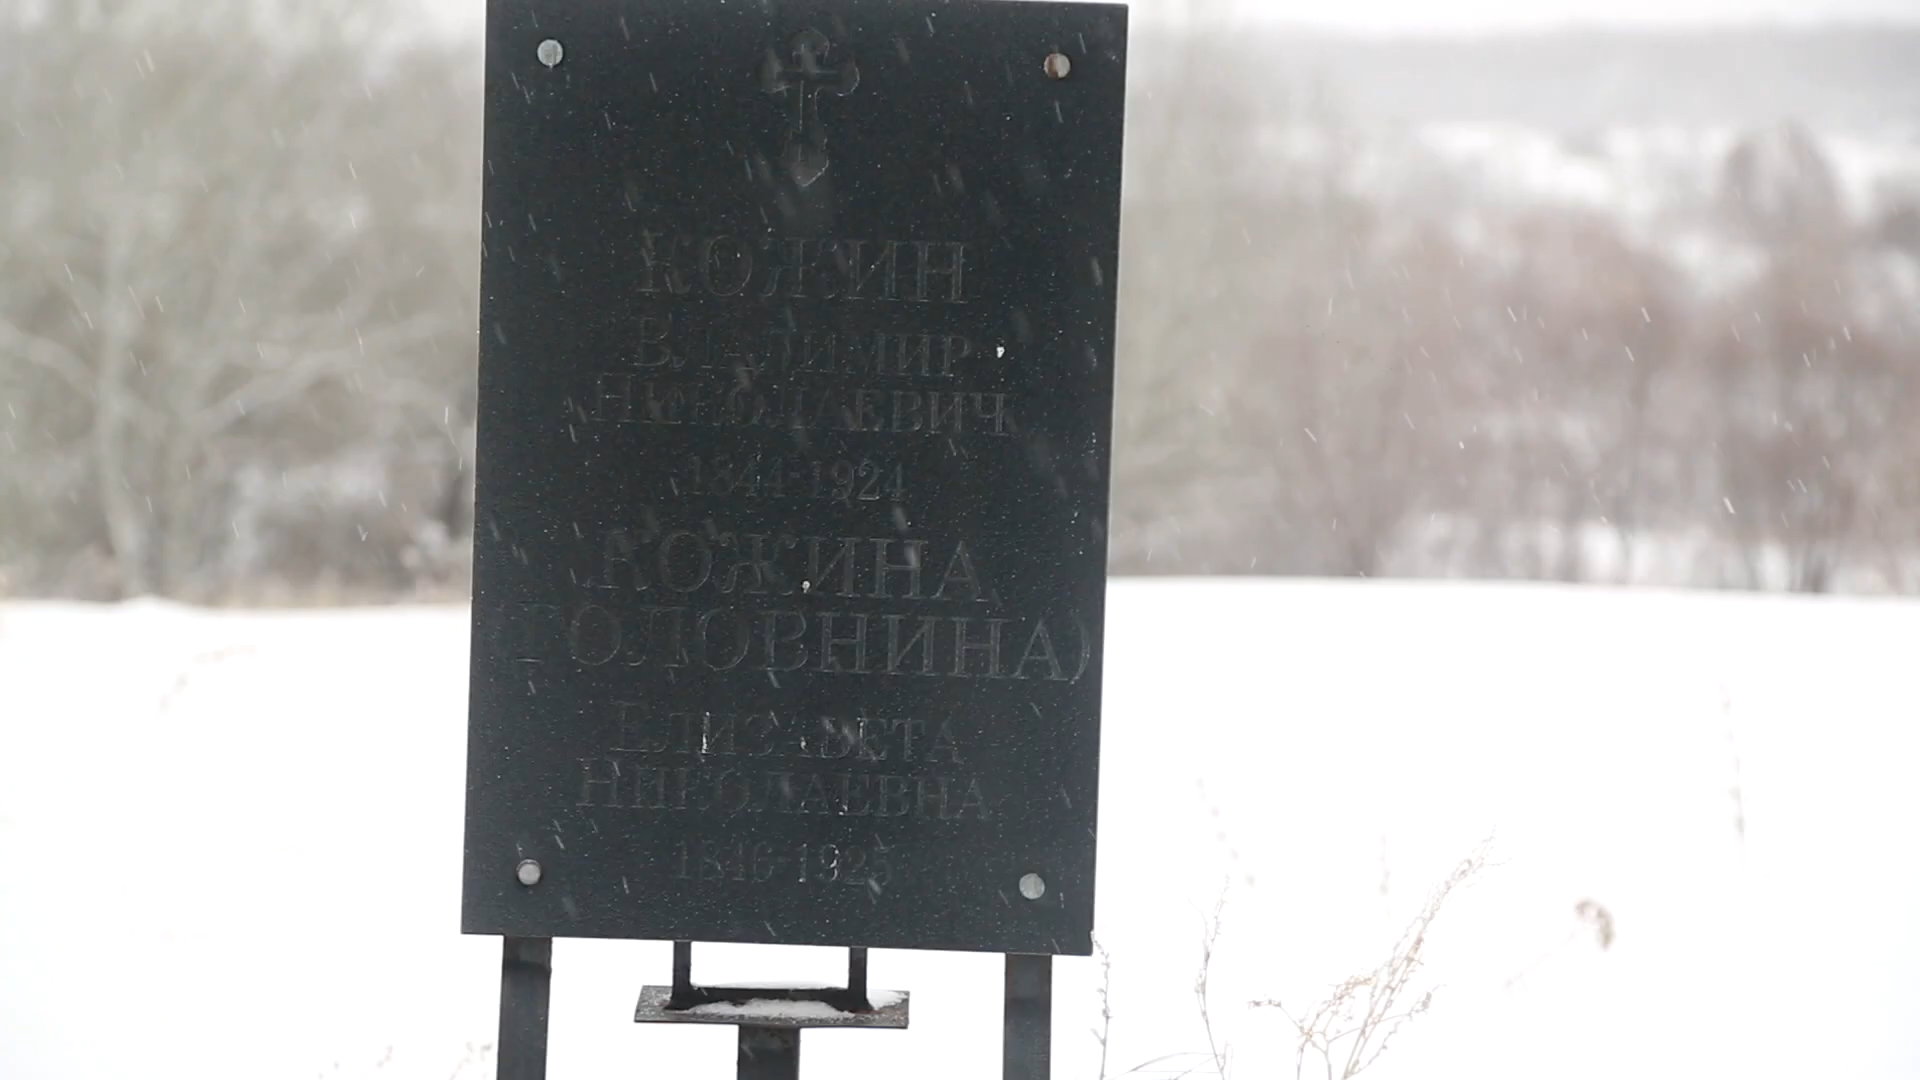 КОЖИН
ВЛАДИМИР
НИКОЛАЕВИЧ
1844-1924
КОЖИНА
(ГОЛОВНИНА)
ЕЛИЗАВЕТА
НИКОЛАЕВНА
1846-1925